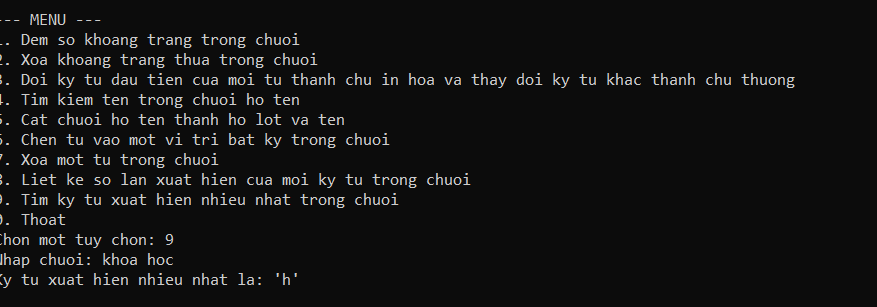 --- MENU ---
1. Dem so khoang trang trong chuoi
2. Xoa khoang trang thua trong chuoi
3. Doi ky tu dau tien cua moi tu thanh chu in hoa va thay doi ky tu khac thanh chu thuong
4. Tim kiem ten trong chuoi ho ten
5. Cat chuoi ho ten thanh ho lot va ten
6. Chen tu vao mot vi tri bat ky trong chuoi
7. Xoa mot tu trong chuoi
8. Liet ke so lan xuat hien cua moi ky tu trong chuoi
9. Tim ky tu xuat hien nhieu nhat trong chuoi
0. Thoat
Chon mot tuy chon: 9
Nhap chuoi: khoa hoc
Ky tu xuat hien nhieu nhat la: 'h'